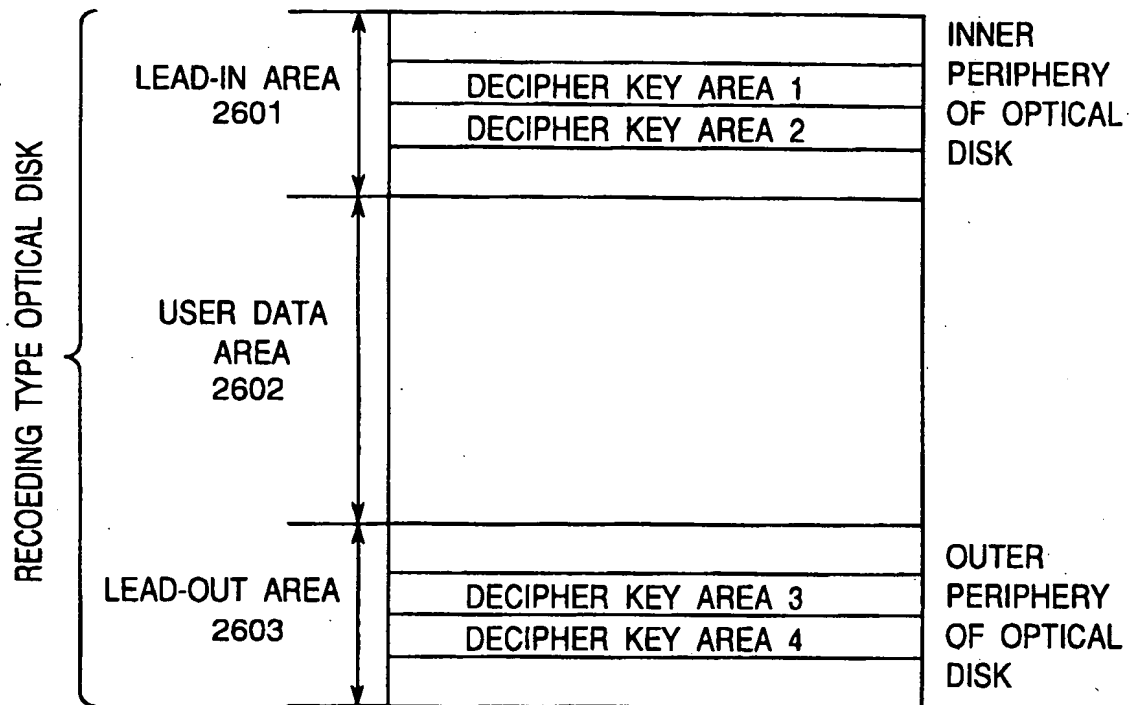 RECOEDING TYPE OPTICAL DISK
LEAD-IN AREA
2601
DECIPHER KEY AREA 1
DECIPHER KEY AREA 2
INNER
PERIPHERY
OF OPTICAL
DISK
USER DATA
AREA
2602
LEAD-OUT AREA
2603
DECIPHER KEY AREA 3
DECIPHER KEY AREA 4
OUTER
PERIPHERY
OF OPTICAL
DISK